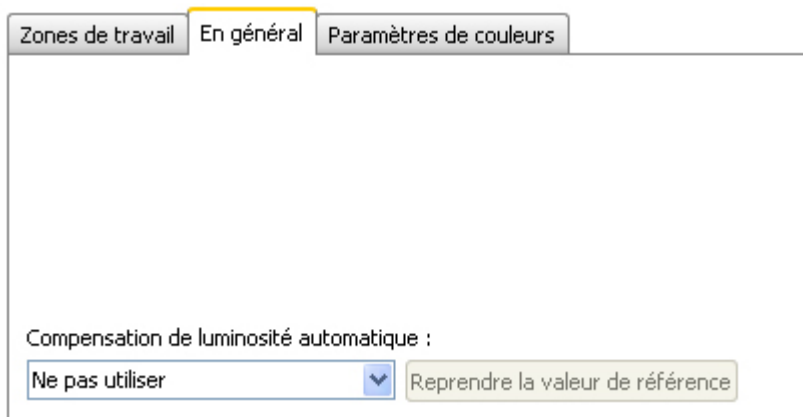 Zones de travail En général Paramètres de couleurs
Compensation de luminosité automatique :
Ne pas utiliser Reprendre la valeur de référence